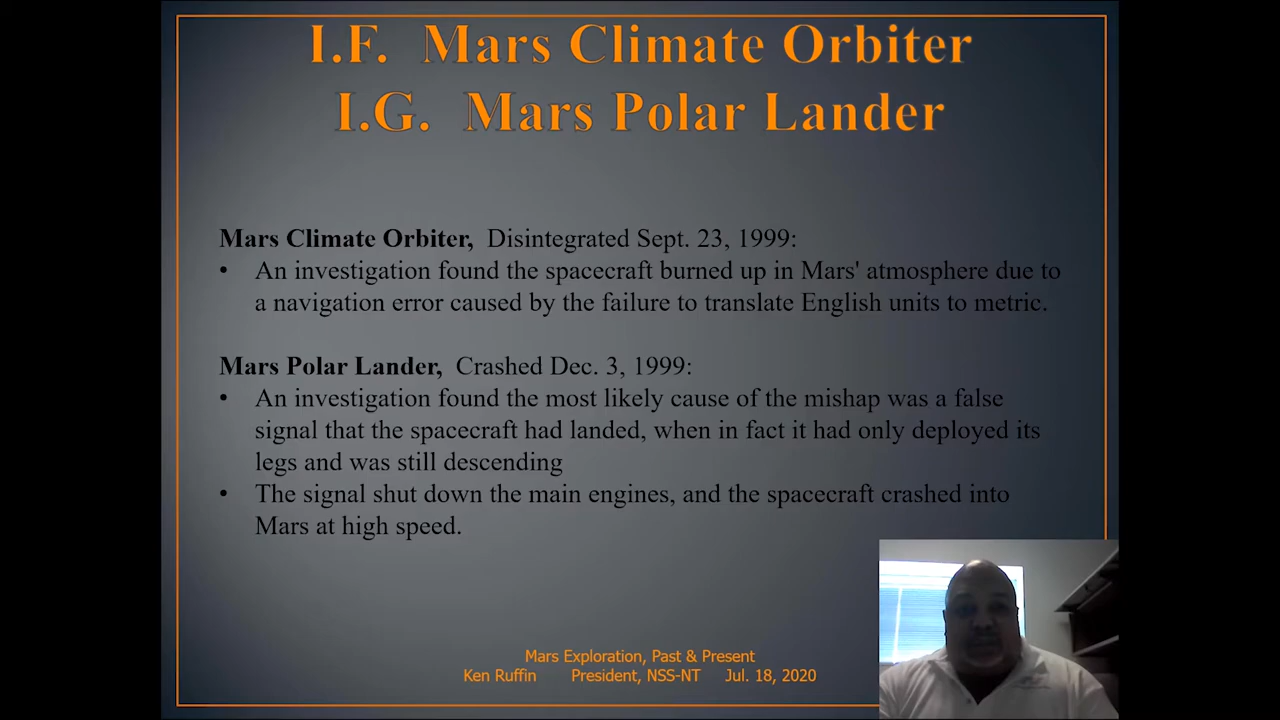 I.F.  Mars Climate Orbiter
I.G.  Mars Polar Lander
Mars Climate Orbiter,  Disintegrated Sept. 23, 1999:
• An investigation found the spacecraft burned up in Mars' atmosphere due to
a navigation error caused by the failure to translate English units to metric.
Mars Polar Lander,  Crashed Dec. 3, 1999:
• An investigation found the most likely cause of the mishap was a false
signal that the spacecraft had landed, when in fact it had only deployed its
legs and was still descending
• The signal shut down the main engines, and the spacecraft crashed into
Mars at high speed.
Mars Exploration, Past & Present
Ken Ruffin    President, NSS-NT    Jul. 18, 2020